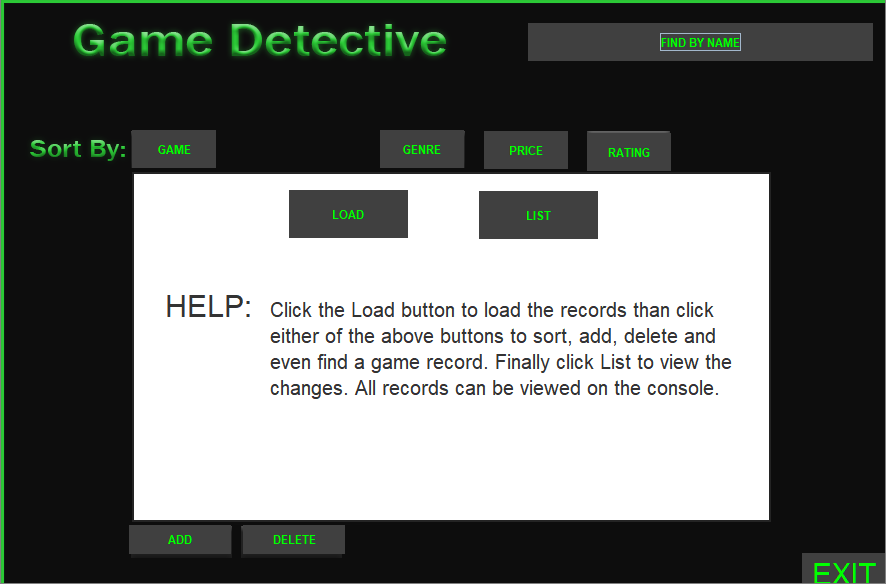 Game Detective
FIND BY NAME
Sort By:
GAME
GENRE
PRICE
RATING
LOAD
LIST
HELP:
Click the Load button to load the records than click
either of the above buttons to sort, add, delete and
even find a game record. Finally click List to view the
changes. All records can be viewed on the console.
ADD
DELETE
EXIT